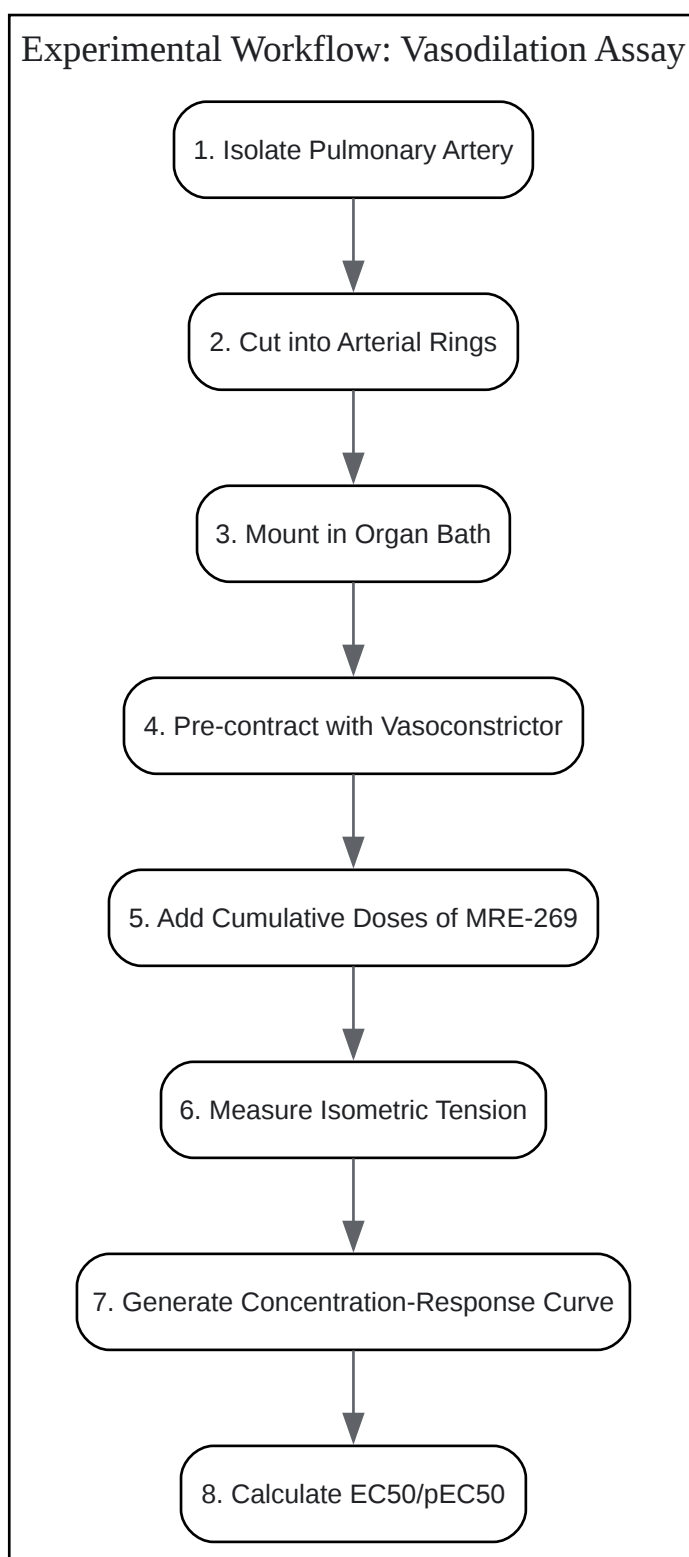 Experimental Workflow: Vasodilation Assay
1. Isolate Pulmonary Artery
2. Cut into Arterial Rings
3. Mount in Organ Bath
4. Pre-contract with Vasoconstrictor
5. Add Cumulative Doses of MRE-269
6. Measure Isometric Tension
7. Generate Concentration-Response Curve
8. Calculate EC50/pEC50